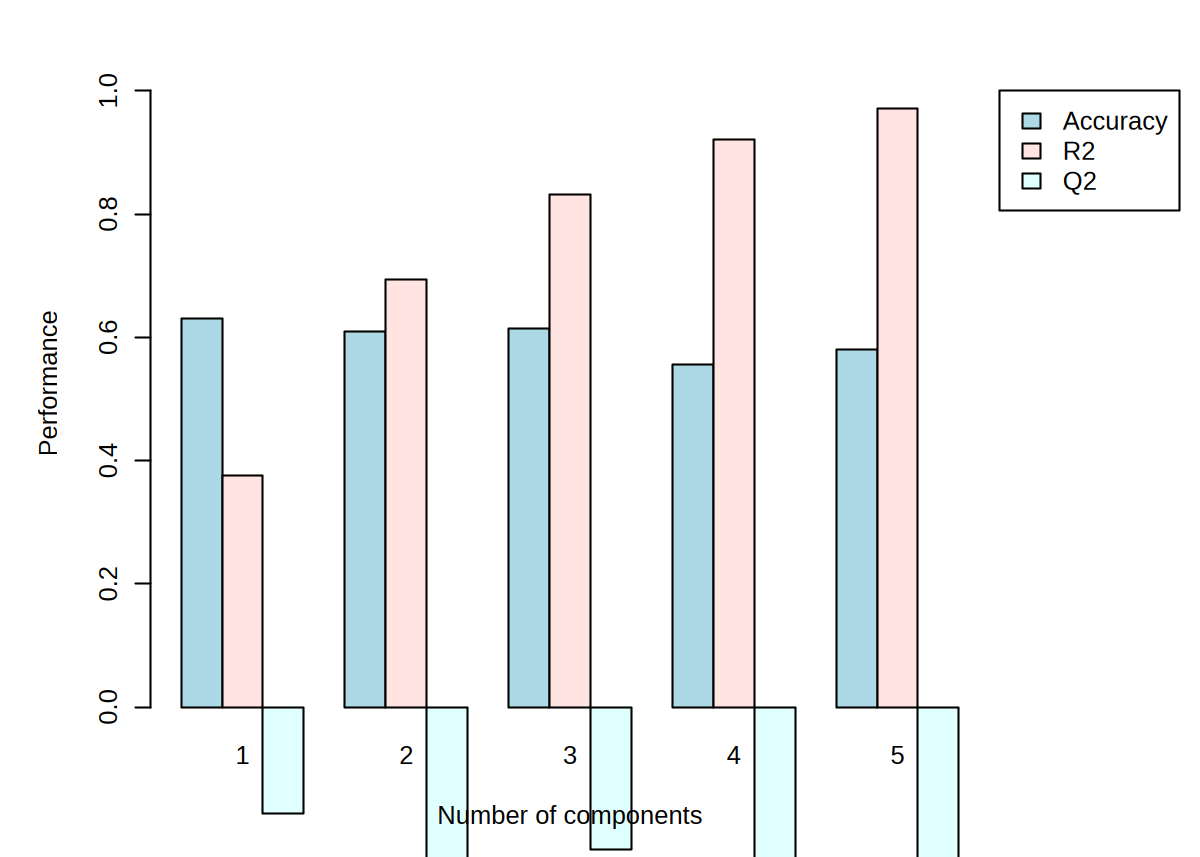 1.0
0.8
0.6
0.4
0.2
0.0
Performance
1 2 3 4 5
Number of components
Accuracy
R2
Q2